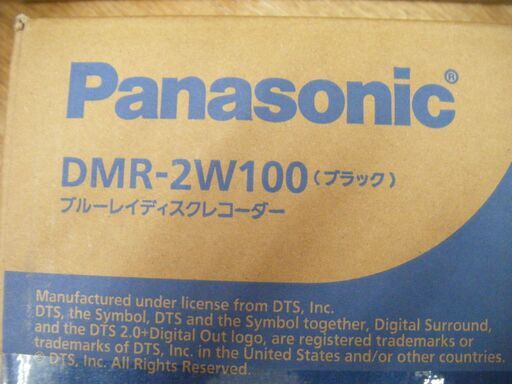 Panasonic®
DMR-2W100(ブラック)
ブルーレイディスクレコーダー
Manufactured under license from DTS, Inc.
DTS, the Symbol, DTS and the Symbol together, Digital Surround,
and the DTS 2.0+Digital Out logo, are registered trademarks or
trademarks of DTS, Inc. in the United States and/or other countries.
© DTS, Inc. All Rights Reserved.